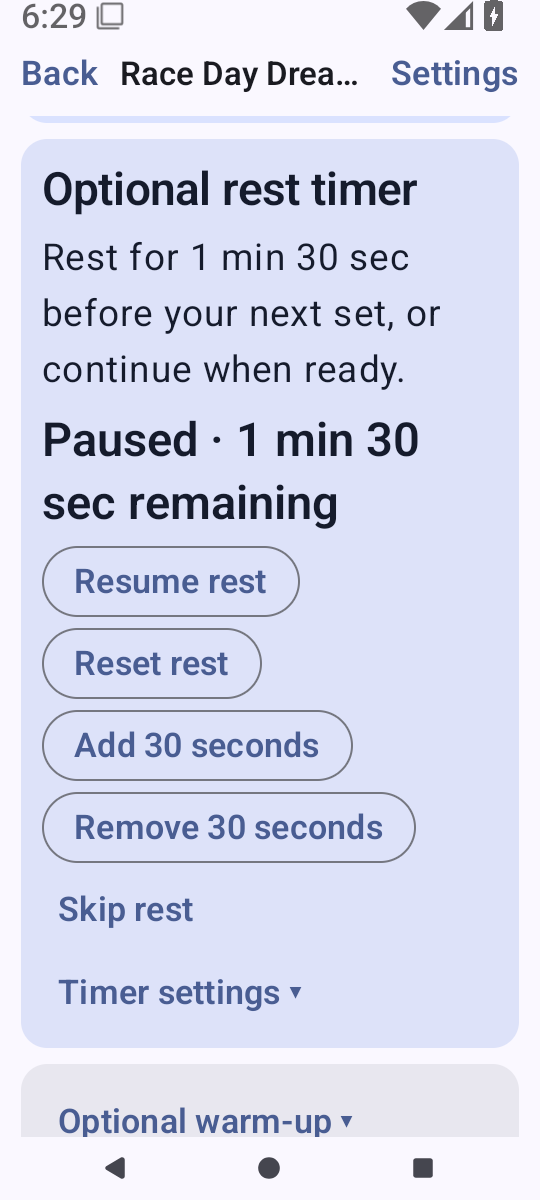 6:29
Back Race Day Drea... Settings
Optional rest timer
Rest for 1 min 30 sec
before your next set, or
continue when ready.
Paused · 1 min 30
sec remaining
Resume rest
Reset rest
Add 30 seconds
Remove 30 seconds
Skip rest
Timer settings ▾
Optional warm-up ▾